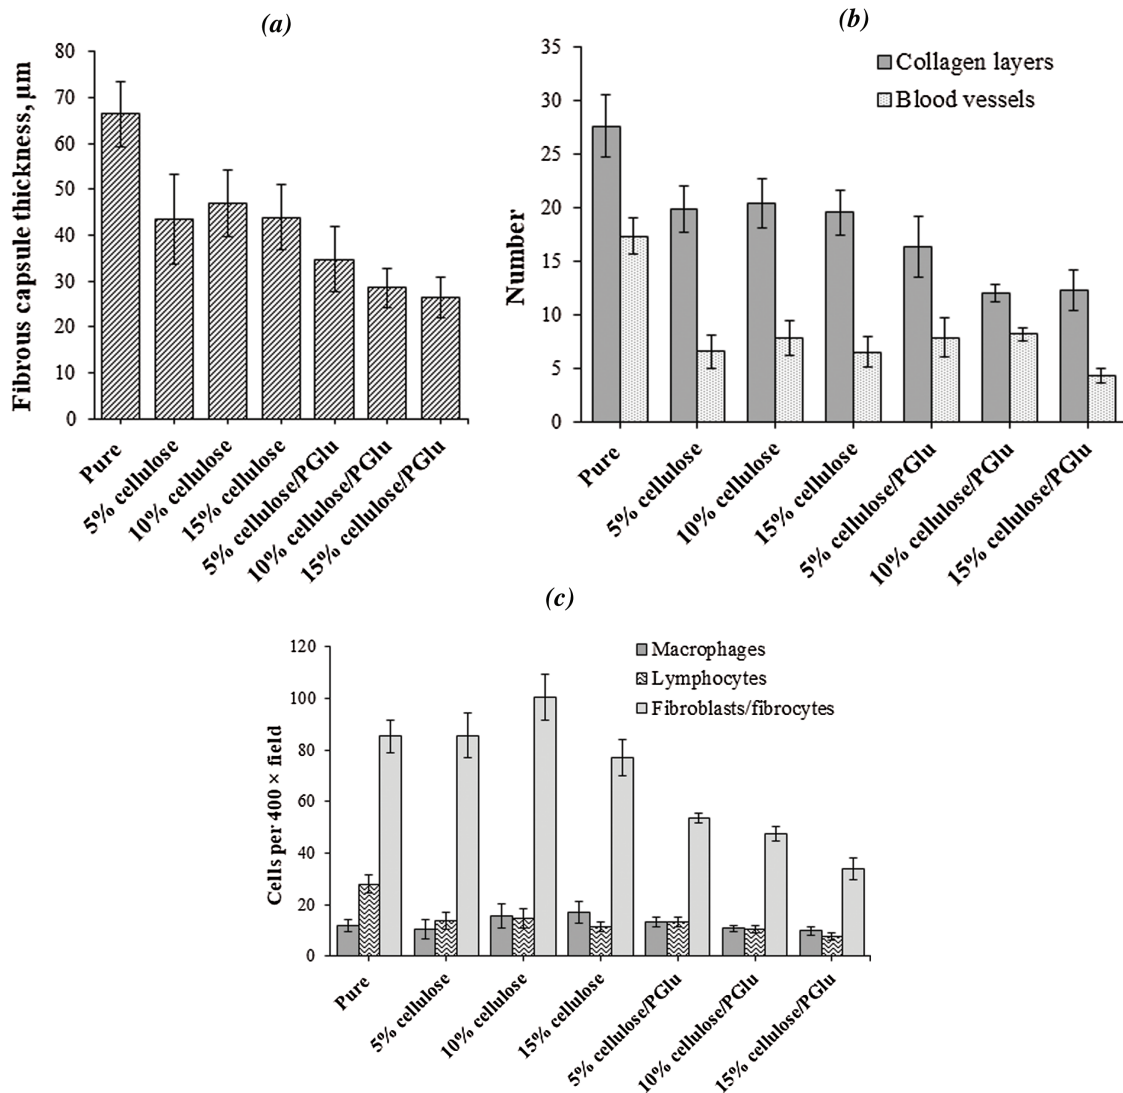 (a)
Fibrous capsule thickness, µm
80
70
60
50
40
30
20
10
0
Pure
5% cellulose
10% cellulose
15% cellulose
5% cellulose/PGlu
10% cellulose/PGlu
15% cellulose/PGlu
(b)
Number
35
30
25
20
15
10
5
0
Collagen layers
Blood vessels
Pure
5% cellulose
10% cellulose
15% cellulose
5% cellulose/PGlu
10% cellulose/PGlu
15% cellulose/PGlu
(c)
Cells per 400 × field
120
100
80
60
40
20
0
Macrophages
Lymphocytes
Fibroblasts/fibrocytes
Pure
5% cellulose
10% cellulose
15% cellulose
5% cellulose/PGlu
10% cellulose/PGlu
15% cellulose/PGlu